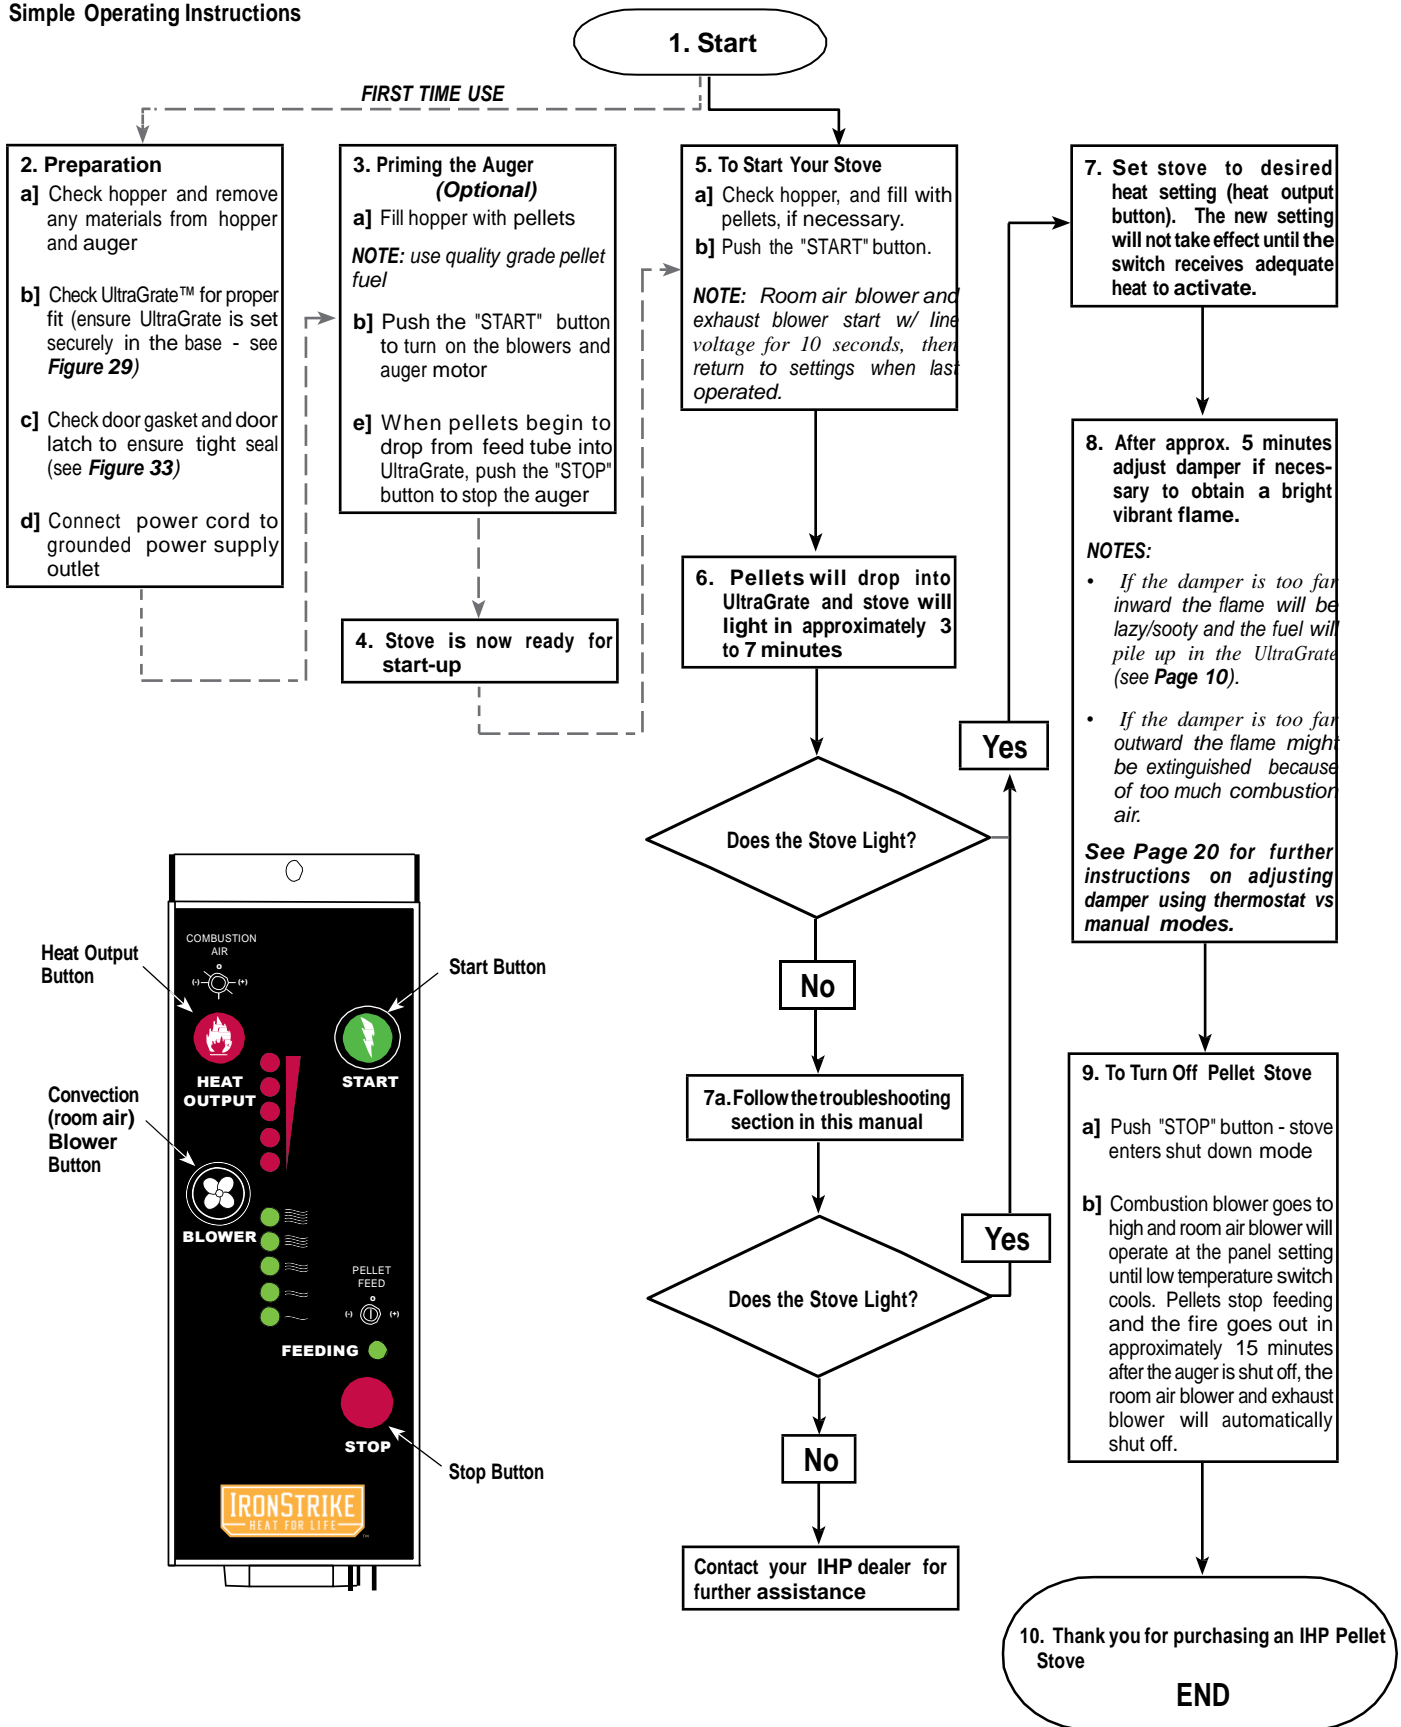 Simple Operating Instructions
1. Start
FIRST TIME USE
2. Preparation
a] Check hopper and remove
any materials from hopper
and auger
b] Check UltraGrate™ for proper
fit (ensure UltraGrate is set
securely in the base - see
Figure 29)
c] Check door gasket and door
latch to ensure tight seal
(see Figure 33)
d] Connect power cord to
grounded power supply
outlet
3. Priming the Auger
(Optional)
a] Fill hopper with pellets
NOTE: use quality grade pellet
fuel
b] Push the "START" button
to turn on the blowers and
auger motor
e] When pellets begin to
drop from feed tube into
UltraGrate, push the "STOP"
button to stop the auger
4. Stove is now ready for
start-up
5. To Start Your Stove
a] Check hopper, and fill with
pellets, if necessary.
b] Push the "START" button.
NOTE: Room air blower and
exhaust blower start w/ line
voltage for 10 seconds, then
return to settings when last
operated.
6. Pellets will drop into
UltraGrate and stove will
light in approximately 3
to 7 minutes
Does the Stove Light?
Yes
No
7a. Follow the troubleshooting
section in this manual
Does the Stove Light?
Yes
No
Contact your IHP dealer for
further assistance
7. Set stove to desired
heat setting (heat output
button). The new setting
will not take effect until the
switch receives adequate
heat to activate.
8. After approx. 5 minutes
adjust damper if neces-
sary to obtain a bright
vibrant flame.
NOTES:
• If the damper is too far
inward the flame will be
lazy/sooty and the fuel will
pile up in the UltraGrate
(see Page 10).
• If the damper is too far
outward the flame might
be extinguished because
of too much combustion
air.
See Page 20 for further
instructions on adjusting
damper using thermostat vs
manual modes.
9. To Turn Off Pellet Stove
a] Push "STOP" button - stove
enters shut down mode
b] Combustion blower goes to
high and room air blower will
operate at the panel setting
until low temperature switch
cools. Pellets stop feeding
and the fire goes out in
approximately 15 minutes
after the auger is shut off, the
room air blower and exhaust
blower will automatically
shut off.
10. Thank you for purchasing an IHP Pellet
Stove
END
Heat Output
Button
Convection
(room air)
Blower
Button
Start Button
Stop Button
COMBUSTION
AIR
(-) (+)
HEAT
OUTPUT
START
BLOWER
PELLET
FEED
(-) (+)
FEEDING
STOP
IRONSTRIKE
HEAT FOR LIFE
™